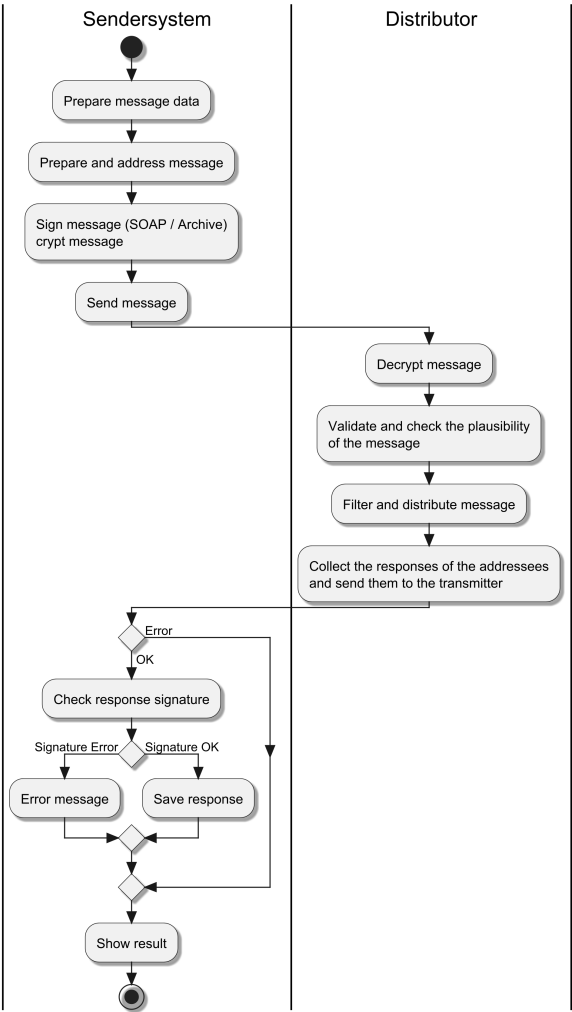 Sendersystem
Distributor
Prepare message data
Prepare and address message
Sign message (SOAP / Archive)
crypt message
Send message
Decrypt message
Validate and check the plausibility
of the message
Filter and distribute message
Collect the responses of the addressees
and send them to the transmitter
Error
OK
Check response signature
Signature Error
Signature OK
Error message
Save response
Show result